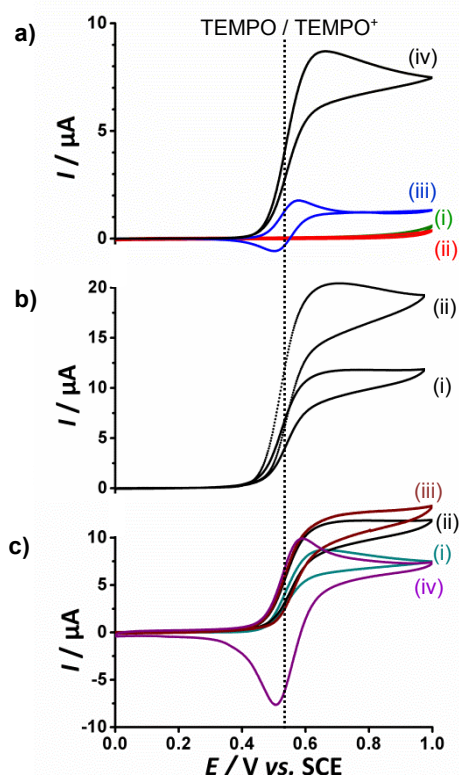 TEMPO / TEMPO⁺
a)
I / µA
10
5
0
(iv)
(iii)
(i)
(ii)
b)
I / µA
20
15
10
5
0
(ii)
(i)
c)
I / µA
10
5
0
-5
-10
(iii)
(ii)
(i)
(iv)
0.0 0.2 0.4 0.6 0.8 1.0
E / V vs. SCE